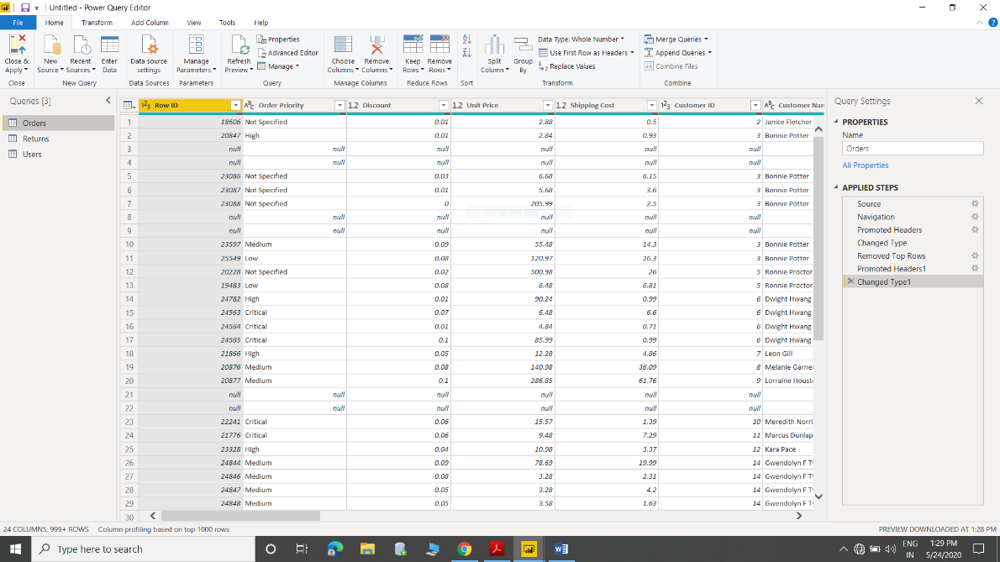 Untitled - Power Query Editor
File Home Transform Add Column View Tools Help
Close & Apply
New Source
Recent Sources
Enter Data
Data source settings
Manage Parameters
Refresh Preview
Properties
Advanced Editor
Manage
Choose Columns
Remove Columns
Keep Rows
Remove Rows
Split Column
Group By
Data Type: Whole Number
Use First Row as Headers
Replace Values
Merge Queries
Append Queries
Combine Files
Close New Query Data Sources Parameters Query Manage Columns Reduce Rows Sort Transform Combine
Queries [3]
Orders
Returns
Users
Row ID Order Priority Discount Unit Price Shipping Cost Customer ID Customer Nam
1 18606 Not Specified 0.01 2.88 0.5 2 Janice Fletcher
2 20847 High 0.01 2.84 0.93 3 Bonnie Potter
3 null null null null null null
4 null null null null null null
5 23086 Not Specified 0.03 6.68 6.15 3 Bonnie Potter
6 23087 Not Specified 0.01 5.68 3.6 3 Bonnie Potter
7 23088 Not Specified 0 205.99 2.5 3 Bonnie Potter
8 null null null null null null
9 null null null null null null
10 23597 Medium 0.09 55.48 14.3 3 Bonnie Potter
11 25549 Low 0.08 120.97 26.3 3 Bonnie Potter
12 20228 Not Specified 0.02 500.98 26 5 Ronnie Proctor
13 19483 Low 0.08 6.48 6.81 5 Ronnie Proctor
14 24782 High 0.01 90.24 0.99 6 Dwight Hwang
15 24563 Critical 0.07 6.48 6.6 6 Dwight Hwang
16 24564 Critical 0.01 4.84 0.71 6 Dwight Hwang
17 24565 Critical 0.1 85.99 0.99 6 Dwight Hwang
18 21866 High 0.05 12.28 4.86 7 Leon Gill
19 20876 Medium 0.08 140.98 36.09 8 Melanie Garne
20 20877 Medium 0.1 286.85 61.76 9 Lorraine Houst
21 null null null null null null
22 null null null null null null
23 22241 Critical 0.06 15.57 1.39 10 Meredith Norri
24 21776 Critical 0.06 9.48 7.29 11 Marcus Dunlap
25 23328 High 0.04 10.98 3.37 12 Kara Pace
26 24844 Medium 0.09 78.69 19.99 14 Gwendolyn F T
27 24846 Medium 0.08 3.28 2.31 14 Gwendolyn F T
28 24847 Medium 0.05 3.28 4.2 14 Gwendolyn F T
29 24848 Medium 0.05 3.58 1.63 14 Gwendolyn F T
30
Query Settings
PROPERTIES
Name
Orders
All Properties
APPLIED STEPS
Source
Navigation
Promoted Headers
Changed Type
Removed Top Rows
Promoted Headers1
Changed Type1
24 COLUMNS, 999+ ROWS Column profiling based on top 1000 rows
PREVIEW DOWNLOADED AT 1:28 PM
Type here to search
ENG
IN
1:29 PM
5/24/2020